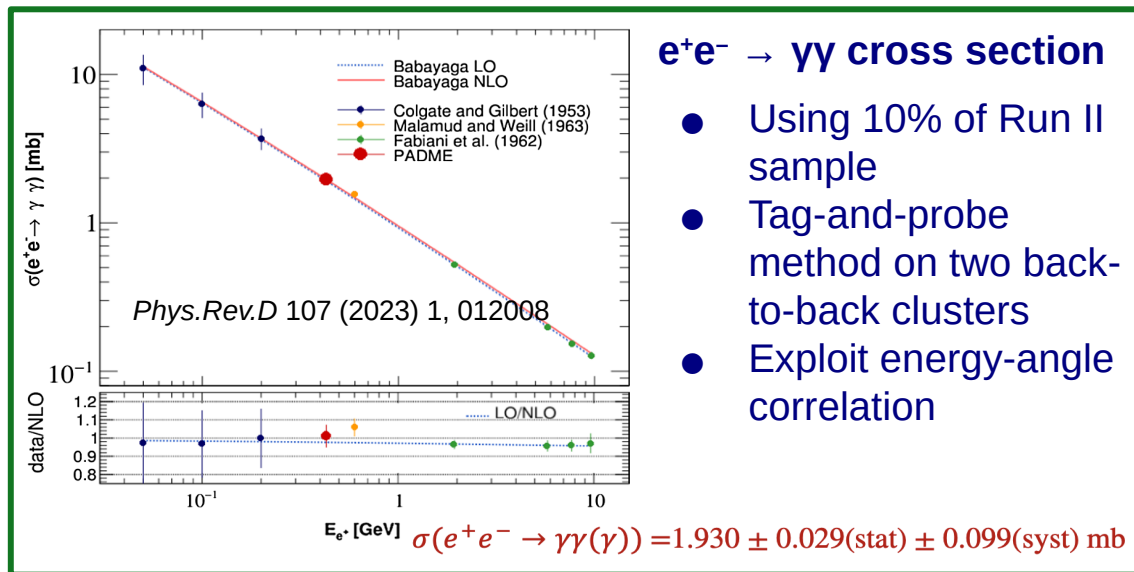 e⁺e⁻ → γγ cross section
● Using 10% of Run II
sample
● Tag-and-probe
method on two back-
to-back clusters
● Exploit energy-angle
correlation
σ(e⁺e⁻→ γ γ) [mb]
10
1
10⁻¹
Babayaga LO
Babayaga NLO
Colgate and Gilbert (1953)
Malamud and Weill (1963)
Fabiani et al. (1962)
PADME
Phys.Rev.D 107 (2023) 1, 012008
data/NLO
1.2
1.1
1
0.9
0.8
LO/NLO
10⁻¹ 1 10
E_e⁺ [GeV]
σ(e⁺e⁻ → γγ(γ)) =1.930 ± 0.029(stat) ± 0.099(syst) mb